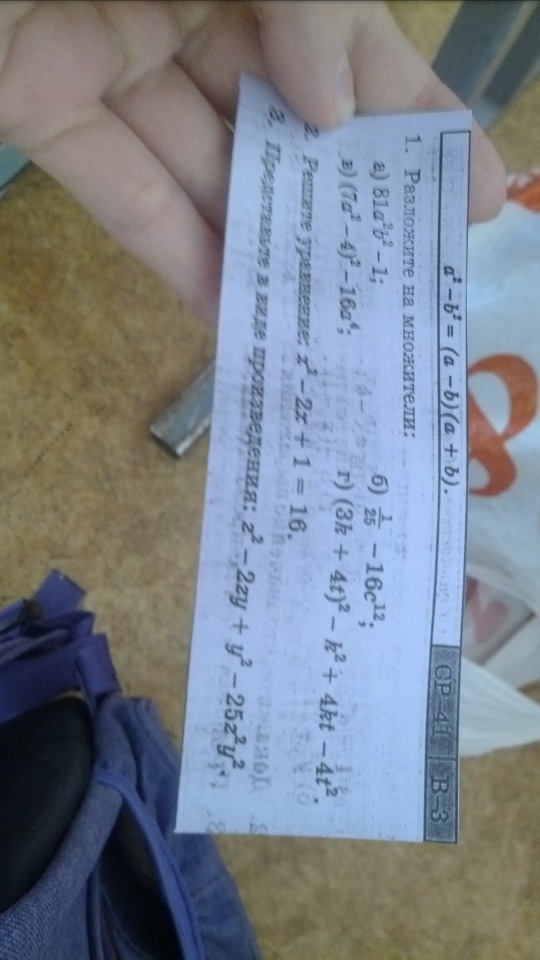 a² − b² = (a − b)(a + b). СР–41 В–3
1. Разложите на множители:
а) 81a²b² − 1; б) 1/25 − 16c¹²;
в) (7a² − 4)² − 16a⁴; г) (3k + 4t)² − k² + 4kt − 4t².
2. Решите уравнение: x² − 2x + 1 = 16.
3. Представьте в виде произведения: z² − 2zy + y² − 25z²y².